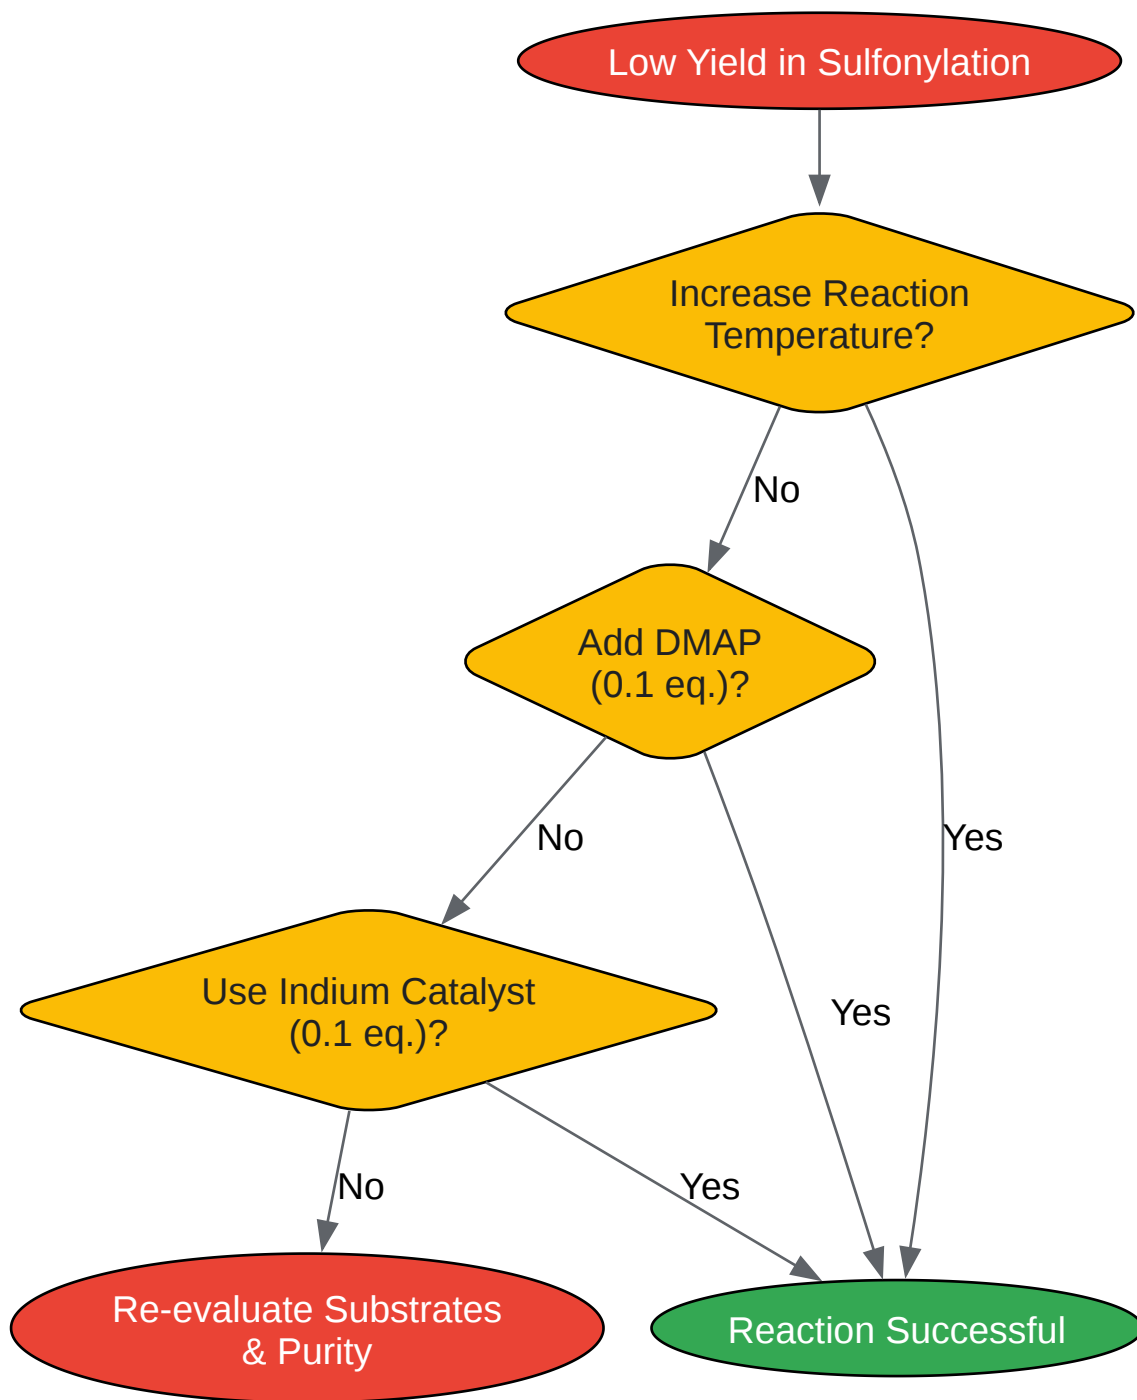 Low Yield in Sulfonylation
Increase Reaction
Temperature?
No
Add DMAP
(0.1 eq.)?
No
Yes
Use Indium Catalyst
(0.1 eq.)?
Yes
No
Yes
Re-evaluate Substrates
& Purity
Reaction Successful